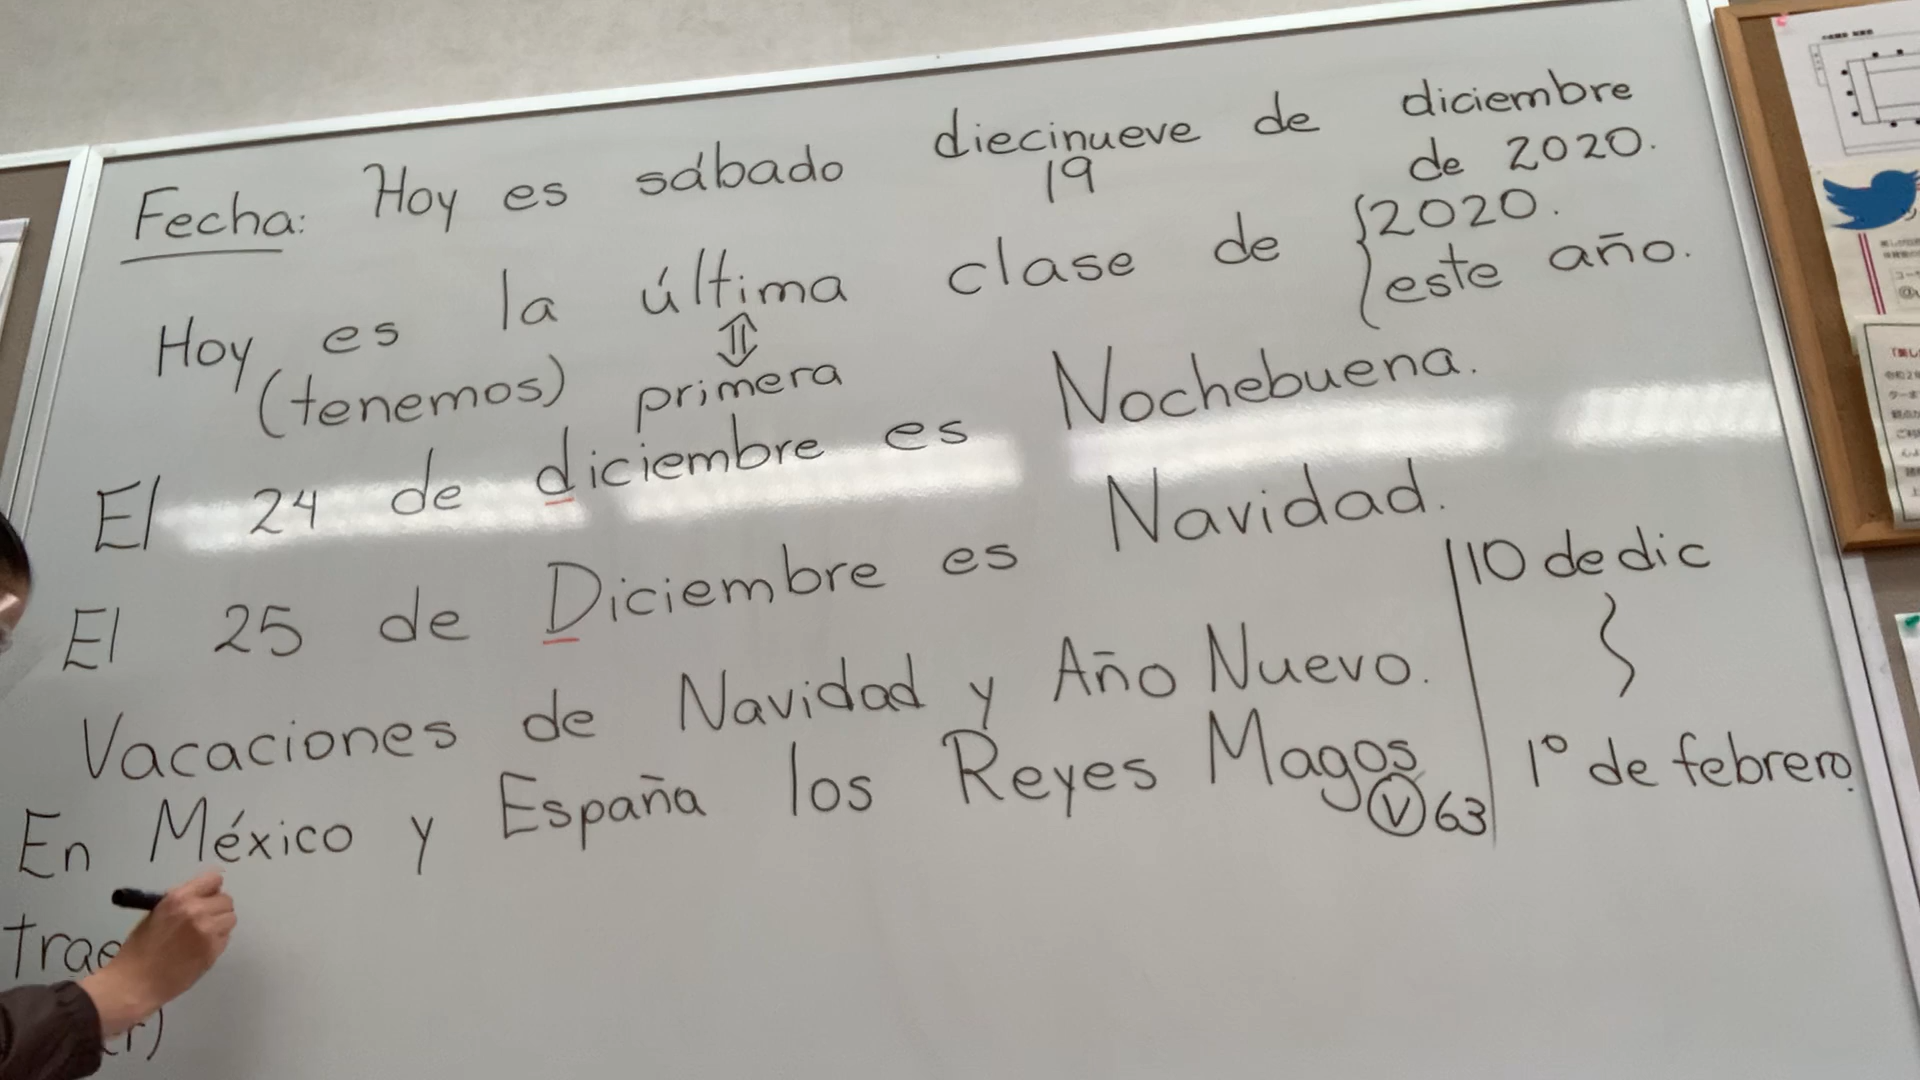 Fecha: Hoy es sábado diecinueve de diciembre
19 de 2020.
Hoy es la última clase de { 2020.
(tenemos) primera este año.
El 24 de diciembre es Nochebuena.
El 25 de Diciembre es Navidad.
Vacaciones de Navidad y Año Nuevo.
En México y España los Reyes Magos
V 63
10 de dic
1° de febrero.